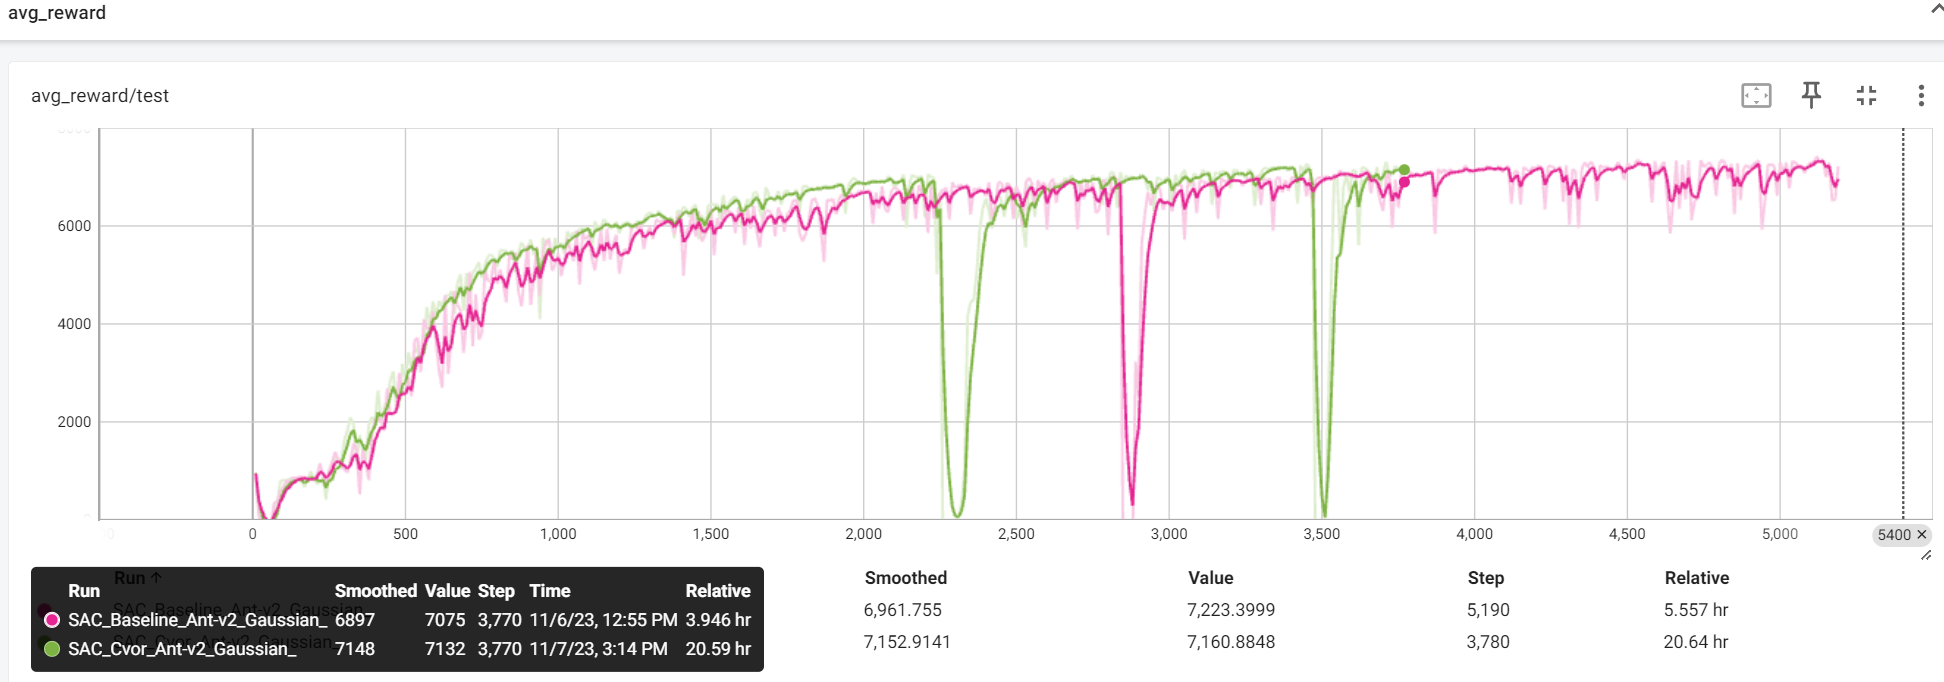 avg_reward
avg_reward/test
6000
4000
2000
0 500 1,000 1,500 2,000 2,500 3,000 3,500 4,000 4,500 5,000 5400 ×
Run ↑ Smoothed Value Step Relative
SAC_Baseline_Ant-v2_Gaussian_ 6,961.755 7,223.3999 5,190 5.557 hr
SAC_Cvor_Ant-v2_Gaussian_ 7,152.9141 7,160.8848 3,780 20.64 hr
Run Smoothed Value Step Time Relative
SAC_Baseline_Ant-v2_Gaussian_ 6897 7075 3,770 11/6/23, 12:55 PM 3.946 hr
SAC_Cvor_Ant-v2_Gaussian_ 7148 7132 3,770 11/7/23, 3:14 PM 20.59 hr